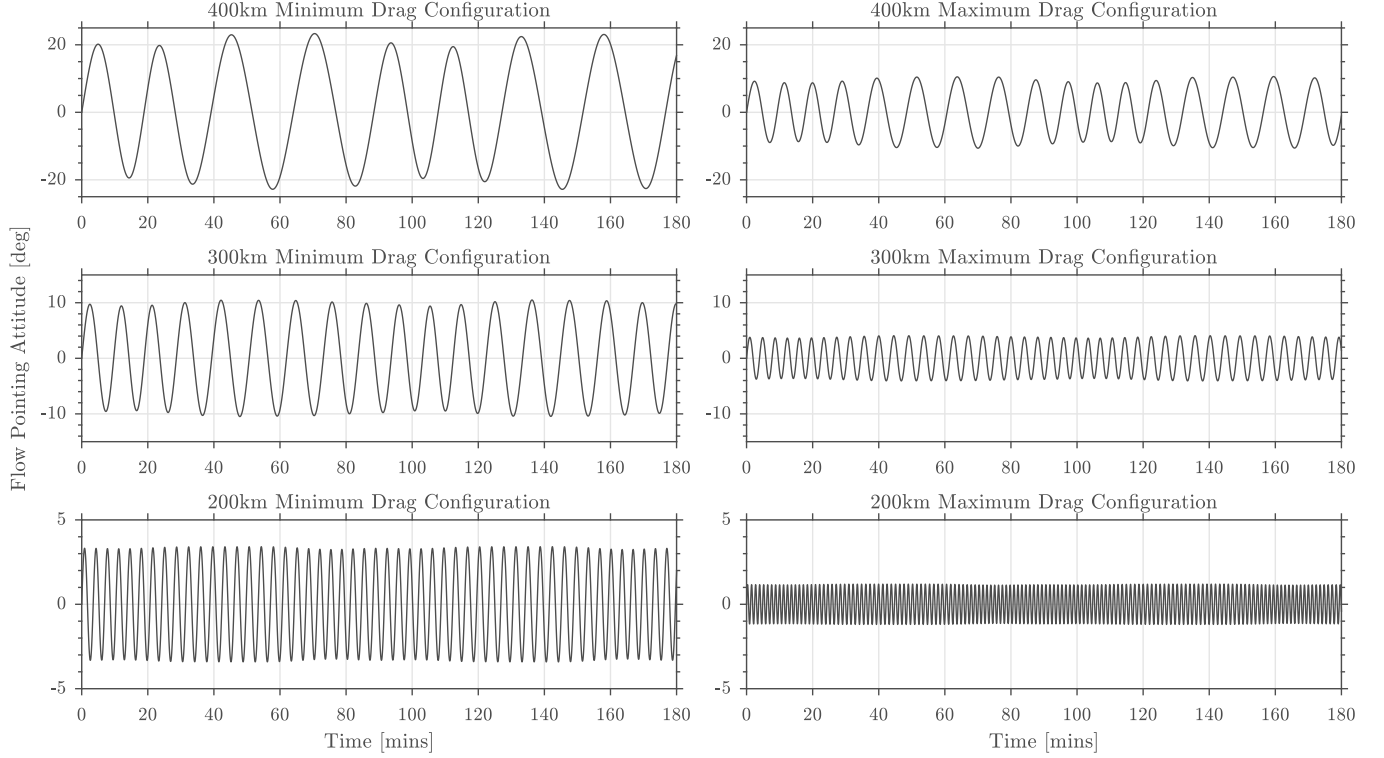 400km Minimum Drag Configuration
20
0
-20
0 20 40 60 80 100 120 140 160 180
400km Maximum Drag Configuration
20
0
-20
0 20 40 60 80 100 120 140 160 180
Flow Pointing Attitude [deg]
300km Minimum Drag Configuration
10
0
-10
0 20 40 60 80 100 120 140 160 180
300km Maximum Drag Configuration
10
0
-10
0 20 40 60 80 100 120 140 160 180
200km Minimum Drag Configuration
5
0
-5
0 20 40 60 80 100 120 140 160 180
Time [mins]
200km Maximum Drag Configuration
5
0
-5
0 20 40 60 80 100 120 140 160 180
Time [mins]